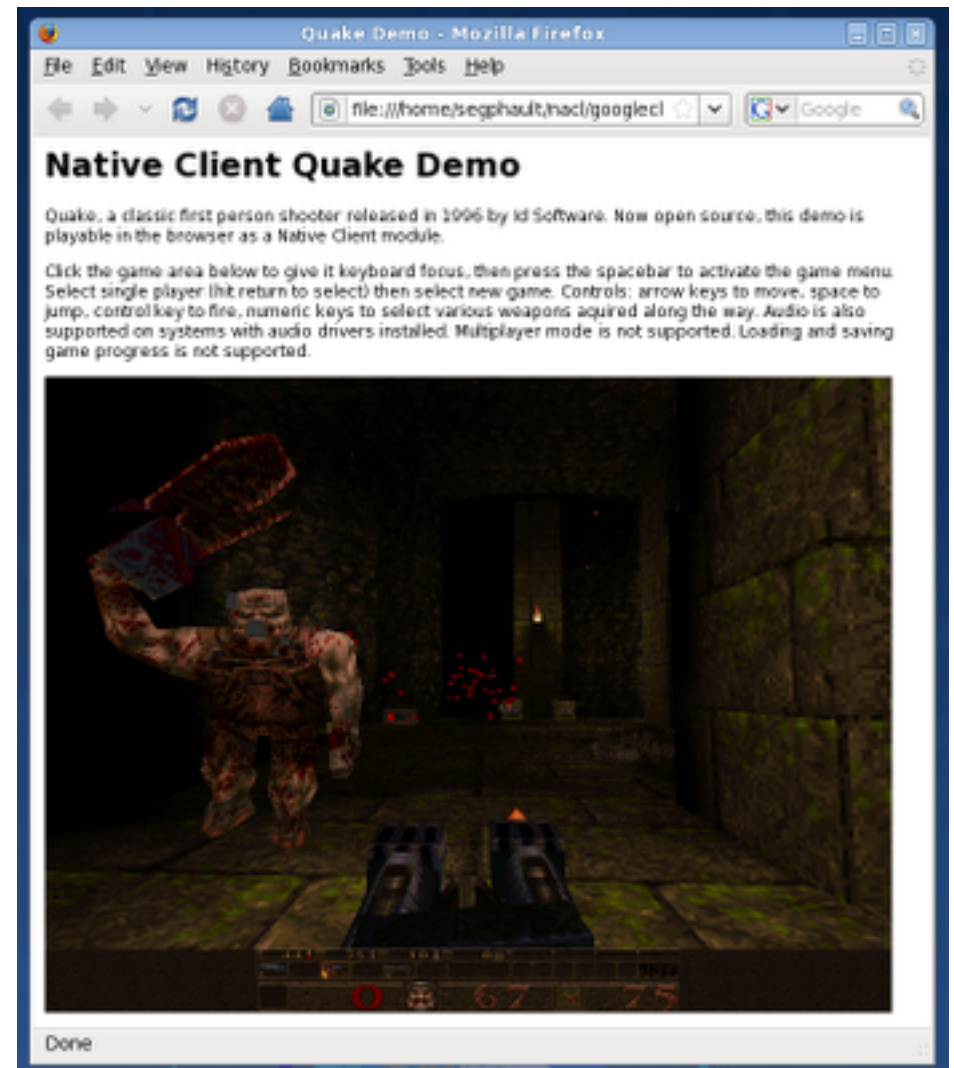 Quake Demo - Mozilla Firefox
File Edit View History Bookmarks Tools Help
file:///home/segphault/nacl/googlecl
Google
Native Client Quake Demo
Quake, a classic first person shooter released in 1996 by Id Software. Now open source, this demo is
playable in the browser as a Native Client module.
Click the game area below to give it keyboard focus, then press the spacebar to activate the game menu.
Select single player (hit return to select) then select new game. Controls: arrow keys to move, space to
jump, control key to fire, numeric keys to select various weapons aquired along the way. Audio is also
supported on systems with audio drivers installed. Multiplayer mode is not supported. Loading and saving
game progress is not supported.
0 67 75
Done